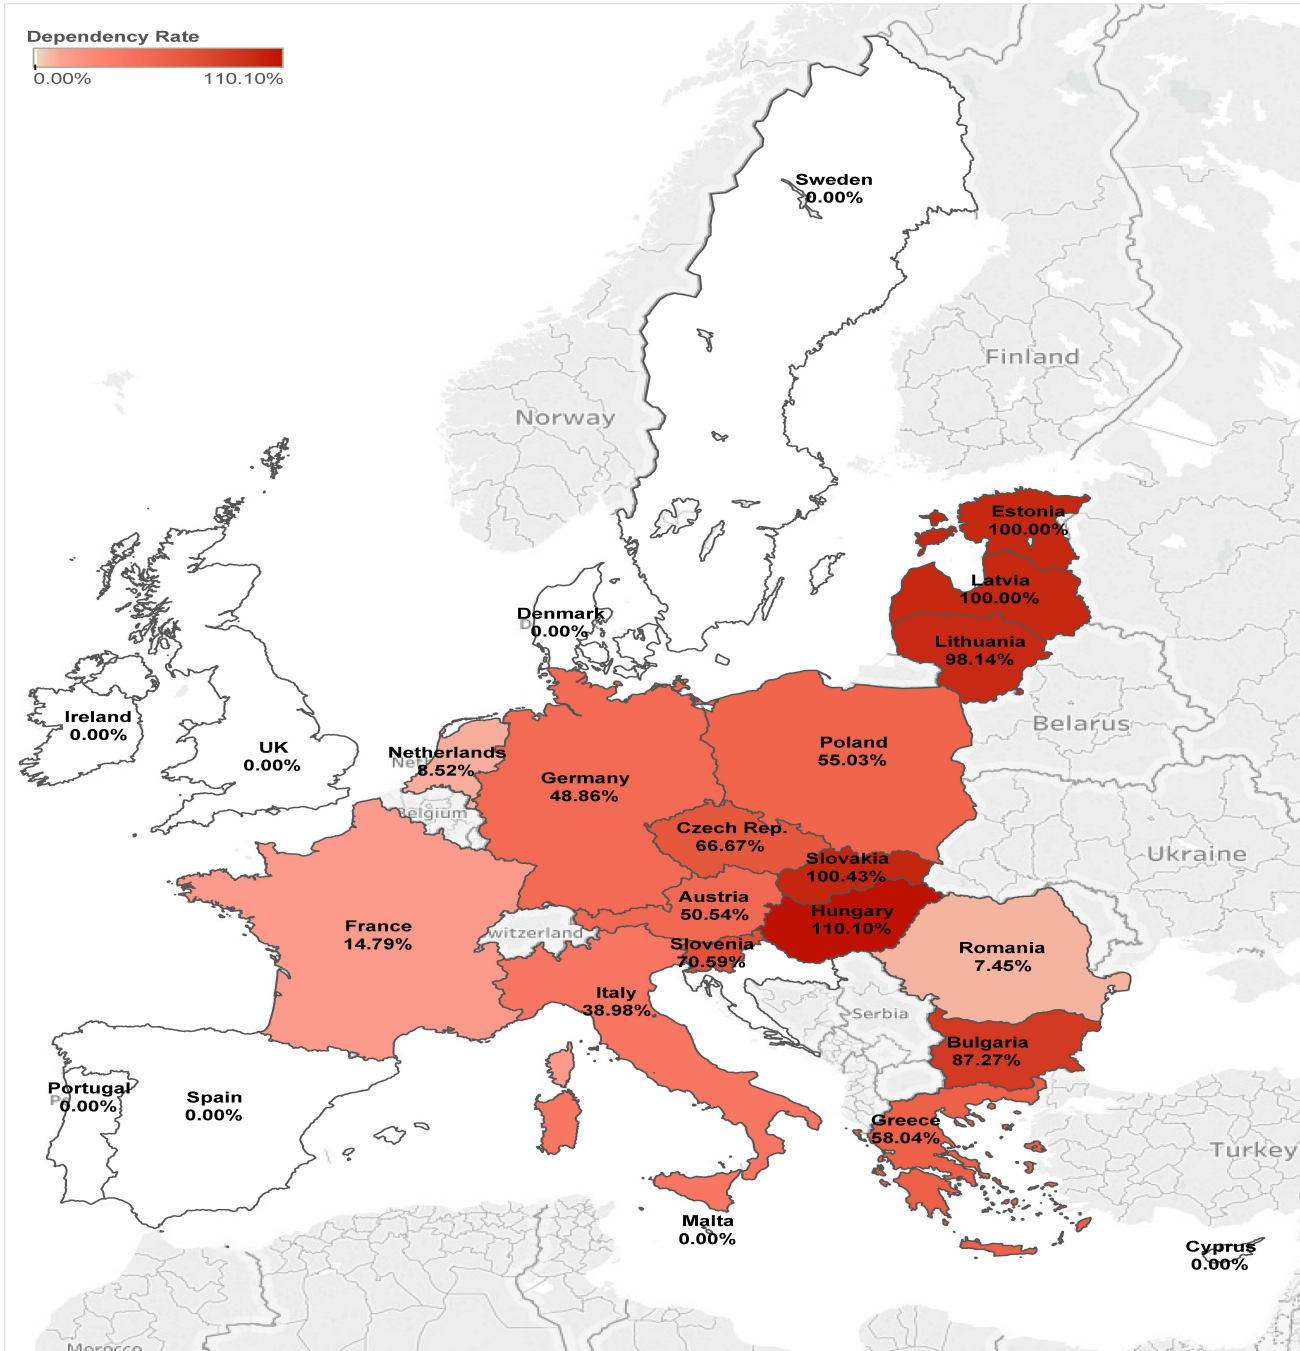 Dependency Rate
0.00%
110.10%
Sweden
0.00%
Finland
Norway
Estonia
100.00%
Latvia
100.00%
Denmark
0.00%
Lithuania
98.14%
Ireland
0.00%
UK
0.00%
Netherlands
8.52%
Germany
48.86%
Poland
55.03%
Belarus
Belgium
Czech Rep.
66.67%
Slovakia
100.43%
Ukraine
Austria
50.54%
Hungary
110.10%
France
14.79%
witzerland
Slovenia
70.59%
Romania
7.45%
Italy
38.98%
Serbia
Bulgaria
87.27%
Portugal
0.00%
Spain
0.00%
Greece
58.04%
Turkey
Malta
0.00%
Cyprus
0.00%
Morocco